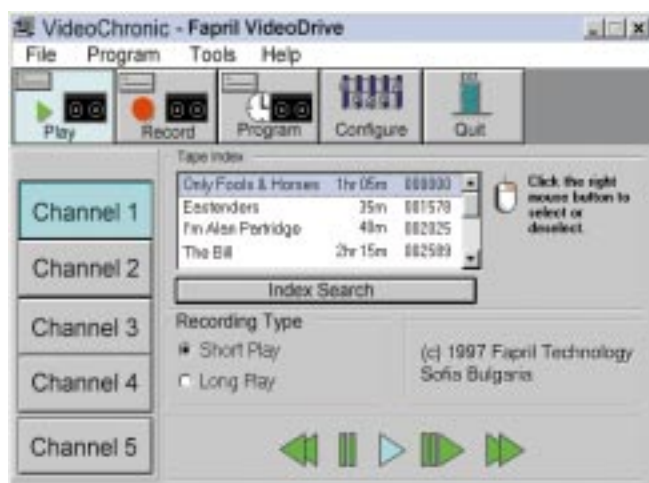 VideoChronic - Fapril VideoDrive
File Program Tools Help
Play Record Program Configure Quit
Tape index
Only Fools & Horses 1hr 05m 000000
Eastenders 35m 001578
I'm Alan Partridge 40m 002025
The Bill 2hr 15m 002589
Click the right
mouse button to
select or
deselect.
Index Search
Channel 1
Channel 2
Channel 3
Channel 4
Channel 5
Recording Type
Short Play
Long Play
(c) 1997 Fapril Technology
Sofia Bulgaria